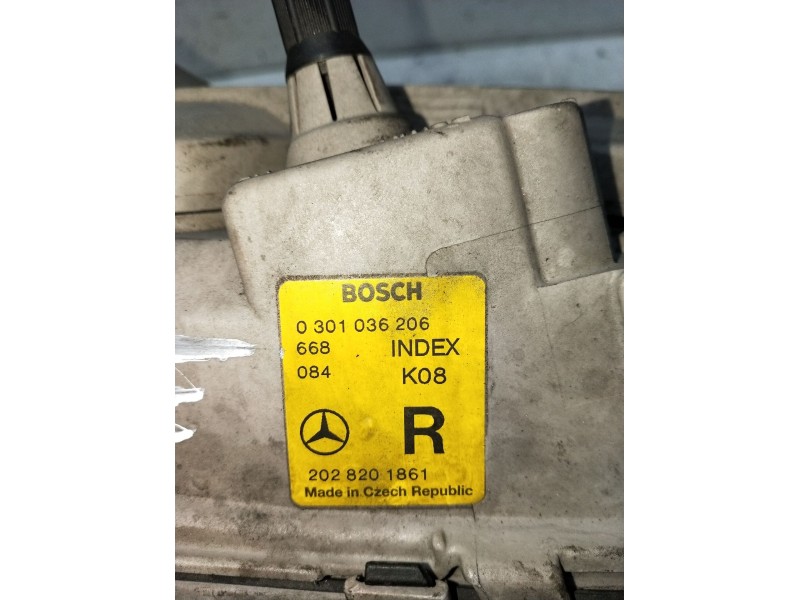 BOSCH
0 301 036 206
668 INDEX
084 K08
R
202 820 1861
Made in Czech Republic